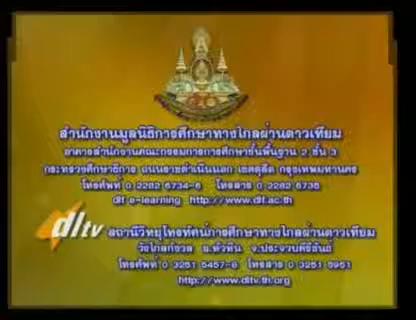 สำนักงานมูลนิธิการศึกษาทางไกลผ่านดาวเทียม
อาคารสำนักงานคณะกรรมการการศึกษาขั้นพื้นฐาน 2 ชั้น 3
กระทรวงศึกษาธิการ ถนนราชดำเนินนอก เขตดุสิต กรุงเทพมหานคร
โทรศัพท์ 0 2282 6734-6 โทรสาร 0 2282 6735
dlf e-learning http://www.dlf.ac.th
dltv สถานีวิทยุโทรทัศน์การศึกษาทางไกลผ่านดาวเทียม
วังไกลกังวล อ.หัวหิน จ.ประจวบคีรีขันธ์
โทรศัพท์ 0 3251 5457-8 โทรสาร 0 3251 5951
http://www.dltv.th.org